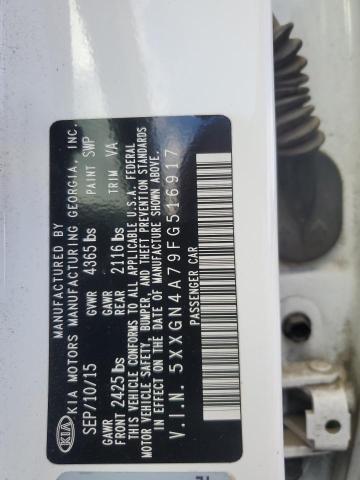 KIA
MANUFACTURED BY
KIA MOTORS MANUFACTURING GEORGIA, INC.
SEP/10/15 GVWR 4365 lbs PAINT SWP
GAWR GAWR TRIM VA
FRONT 2425 lbs REAR 2116 lbs
THIS VEHICLE CONFORMS TO ALL APPLICABLE U.S.A. FEDERAL
MOTOR VEHICLE SAFETY, BUMPER, AND THEFT PREVENTION STANDARDS
IN EFFECT ON THE DATE OF MANUFACTURE SHOWN ABOVE.
V.I.N. 5XXGN4A79FG516917
PASSENGER CAR